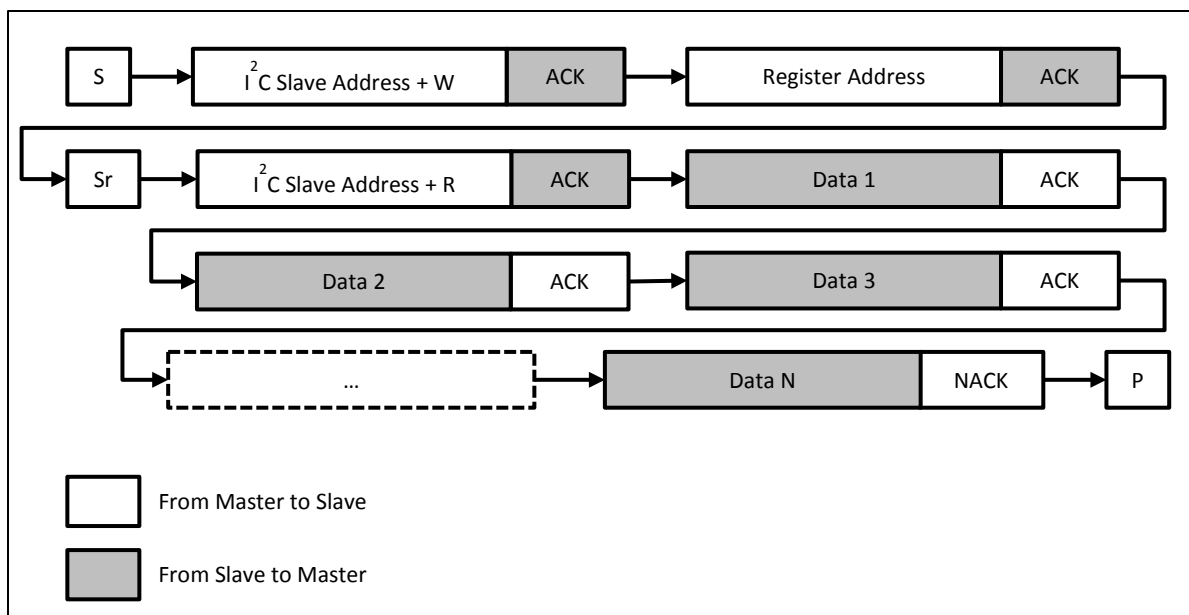 S I²C Slave Address + W ACK Register Address ACK
Sr I²C Slave Address + R ACK Data 1 ACK
Data 2 ACK Data 3 ACK
... Data N NACK P
From Master to Slave
From Slave to Master